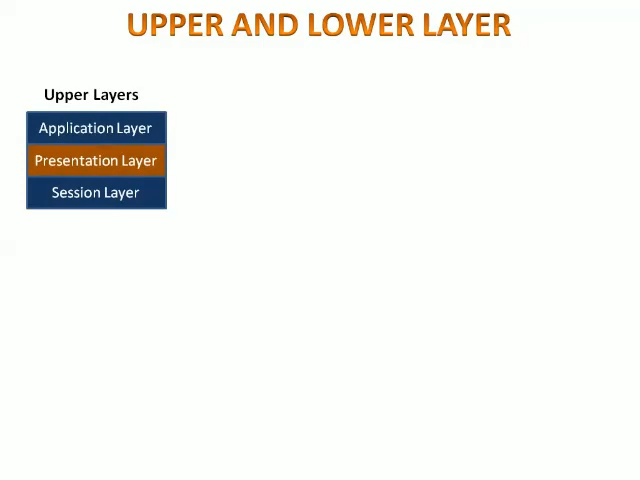 UPPER AND LOWER LAYER
Upper Layers
Application Layer
Presentation Layer
Session Layer